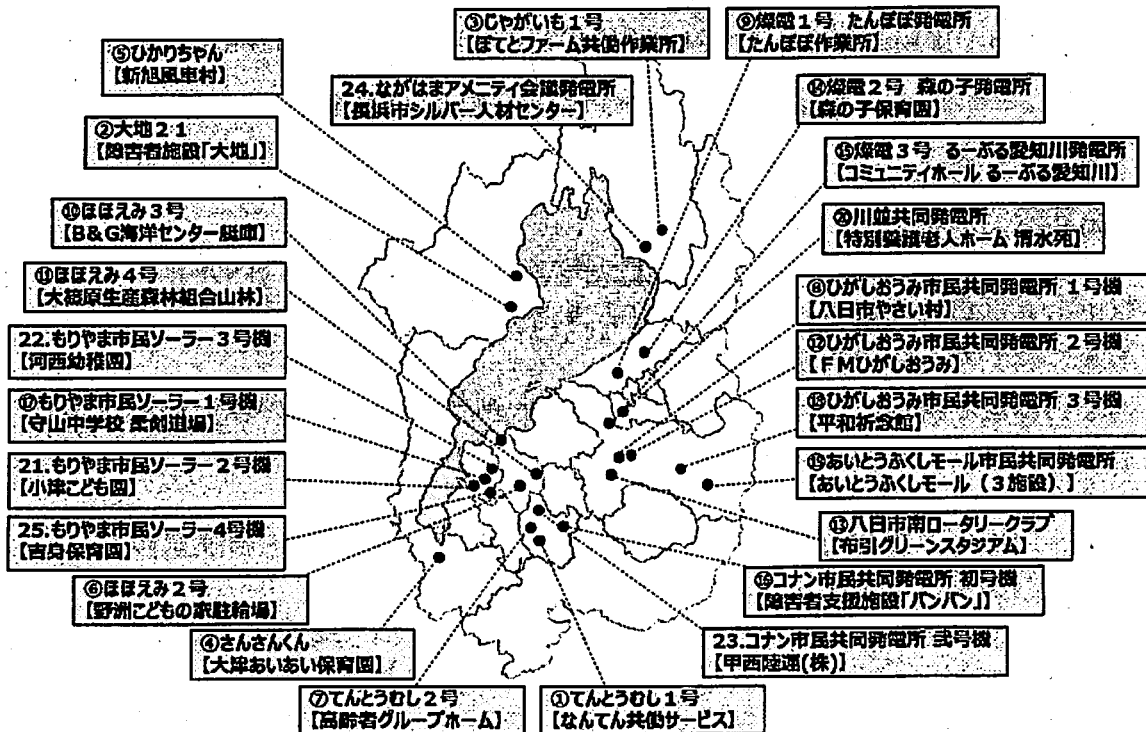 ③じゃがいも１号
【ぽてとファーム共働作業所】
⑨燦電１号 たんぽぽ発電所
【たんぽぽ作業所】
⑤ひかりちゃん
【新旭風車村】
24.ながはまアメニティ会議発電所
【長浜市シルバー人材センター】
⑭燦電２号 森の子発電所
【森の子保育園】
②大地２１
【障害者施設「大地」】
⑮燦電３号 るーぶる愛知川発電所
【コミュニティホール るーぶる愛知川】
⑩ほほえみ３号
【B＆G海洋センター艇庫】
⑳川並共同発電所
【特別養護老人ホーム 清水苑】
⑪ほほえみ４号
【大篠原生産森林組合山林】
⑧ひがしおうみ市民共同発電所 １号機
【八日市やさい村】
22.もりやま市民ソーラー３号機
【河西幼稚園】
⑫ひがしおうみ市民共同発電所 ２号機
【ＦＭひがしおうみ】
⑰もりやま市民ソーラー１号機
【守山中学校 柔剣道場】
⑱ひがしおうみ市民共同発電所 ３号機
【平和祈念館】
21.もりやま市民ソーラー２号機
【小津こども園】
⑲あいとうふくしモール市民共同発電所
【あいとうふくしモール（３施設）】
25.もりやま市民ソーラー4号機
【吉身保育園】
⑬八日市南ロータリークラブ
【布引グリーンスタジアム】
⑥ほほえみ２号
【野洲こどもの家駐輪場】
⑯コナン市民共同発電所 初号機
【障害者支援施設「バンバン」】
④さんさんくん
【大津あいあい保育園】
23.コナン市民共同発電所 弐号機
【甲西陸運(株)】
⑦てんとうむし２号
【高齢者グループホーム】
①てんとうむし１号
【なんてん共働サービス】